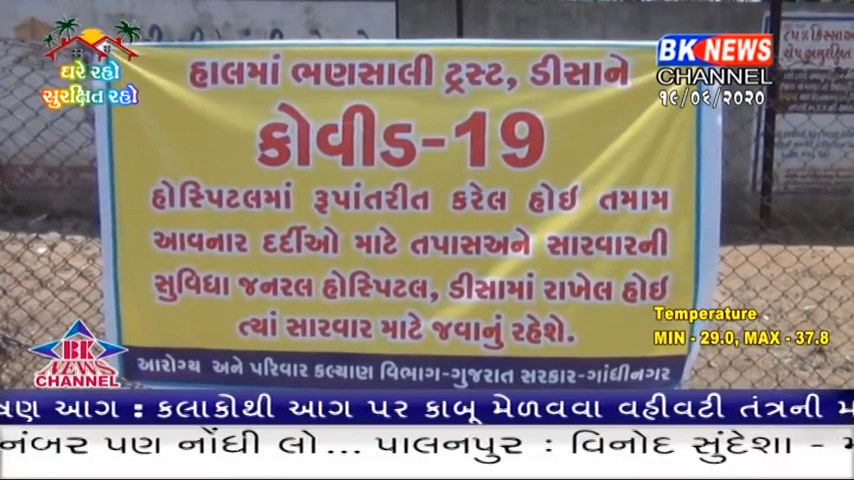 ઘરે રહો
સુરક્ષિત રહો
BK NEWS
CHANNEL
૧૯/૦૬/૨૦૨૦
હાલમાં ભણસાલી ટ્રસ્ટ, ડીસાને
કોવીડ-19
હોસ્પિટલમાં રૂપાંતરીત કરેલ હોઈ તમામ
આવનાર દર્દીઓ માટે તપાસઅને સારવારની
સુવિધા જનરલ હોસ્પિટલ, ડીસામાં રાખેલ હોઈ
ત્યાં સારવાર માટે જવાનું રહેશે.
આરોગ્ય અને પરિવાર કલ્યાણ વિભાગ-ગુજરાત સરકાર-ગાંધીનગર
Temperature
MIN - 29.0, MAX - 37.8
BK
NEWS
CHANNEL
આગ : કલાકોથી આગ પર કાબૂ મેળવવા વહીવટી તંત્રની
નંબર પણ નોંધી લો... પાલનપુર : વિનોદ સુંદેશા -